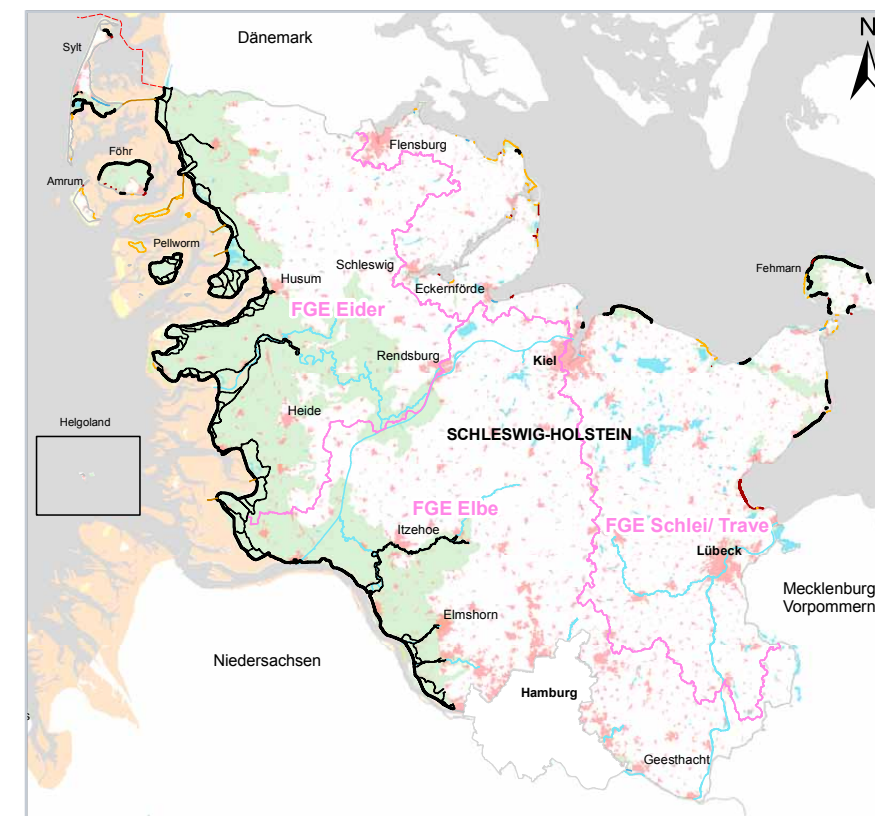 N
Dänemark
Sylt
Flensburg
Föhr
Amrum
Pellworm
Schleswig
Husum
Eckernförde
Fehmarn
FGE Eider
Rendsburg
Kiel
Heide
Helgoland
SCHLESWIG-HOLSTEIN
FGE Elbe
Itzehoe
FGE Schlei/ Trave
Lübeck
Mecklenburg
Vorpommern
Elmshorn
Niedersachsen
Hamburg
s
Geesthacht